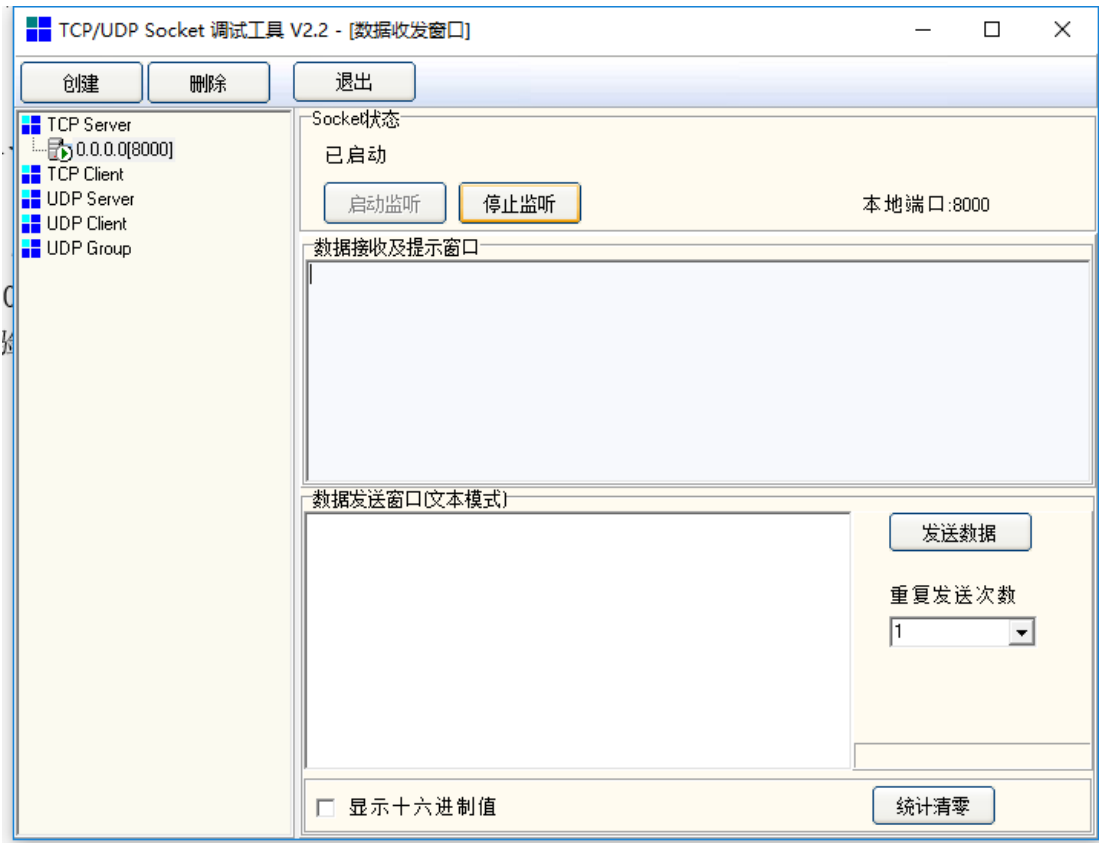 TCP/UDP Socket 调试工具 V2.2 - [数据收发窗口]
创建 删除 退出
TCP Server
0.0.0.0[8000]
TCP Client
UDP Server
UDP Client
UDP Group
Socket状态
已启动
启动监听 停止监听 本地端口:8000
数据接收及提示窗口
数据发送窗口(文本模式)
发送数据
重复发送次数
1
显示十六进制值 统计清零